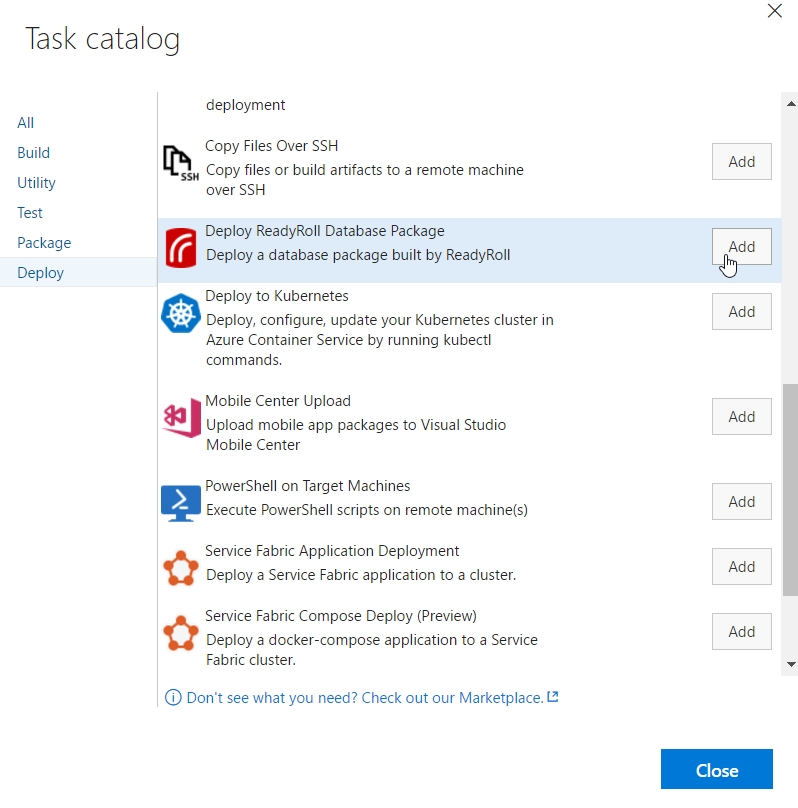 Task catalog
All
Build
Utility
Test
Package
Deploy
deployment
Copy Files Over SSH
Copy files or build artifacts to a remote machine
over SSH
SSH
Add
Deploy ReadyRoll Database Package
Deploy a database package built by ReadyRoll
Add
Deploy to Kubernetes
Deploy, configure, update your Kubernetes cluster in
Azure Container Service by running kubectl
commands.
Add
Mobile Center Upload
Upload mobile app packages to Visual Studio
Mobile Center
Add
PowerShell on Target Machines
Execute PowerShell scripts on remote machine(s)
Add
Service Fabric Application Deployment
Deploy a Service Fabric application to a cluster.
Add
Service Fabric Compose Deploy (Preview)
Deploy a docker-compose application to a Service
Fabric cluster.
Add
Don't see what you need? Check out our Marketplace.
Close